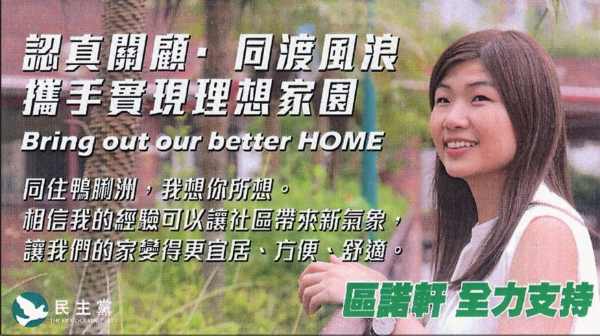 認真關顧·同渡風浪
攜手實現理想家園
Bring out our better HOME
同住鴨脷洲，我想你所想。
相信我的經驗可以讓社區帶來新氣象，
讓我們的家變得更宜居、方便、舒適。
民主黨
THE DEMOCRATIC PARTY
區諾軒 全力支持